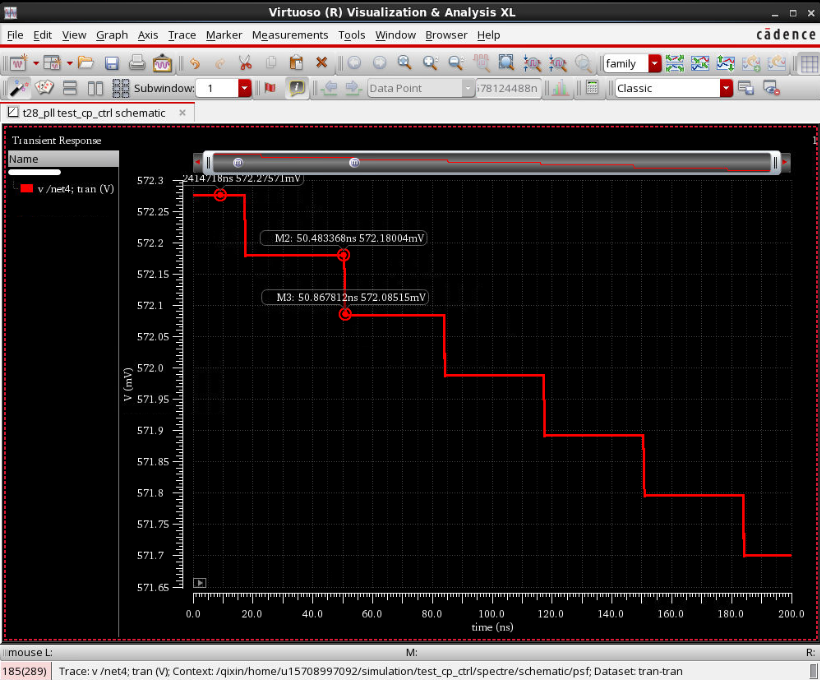 Virtuoso (R) Visualization & Analysis XL
File Edit View Graph Axis Trace Marker Measurements Tools Window Browser Help
cādence
family
Subwindow: 1
Data Point
i78124488n
Classic
t28_pll test_cp_ctrl schematic
Transient Response
1
Name
v /net4; tran (V)
2414718ns 572.27571mV
M2: 50.483368ns 572.18004mV
M3: 50.867812ns 572.08515mV
V (mV)
572.3
572.25
572.2
572.15
572.1
572.05
572.0
571.95
571.9
571.85
571.8
571.75
571.7
571.65
0.0 20.0 40.0 60.0 80.0 100.0 120.0 140.0 160.0 180.0 200.0
time (ns)
mouse L: M: R:
185(289) Trace: v /net4; tran (V); Context: /qixin/home/u15708997092/simulation/test_cp_ctrl/spectre/schematic/psf; Dataset: tran-tran